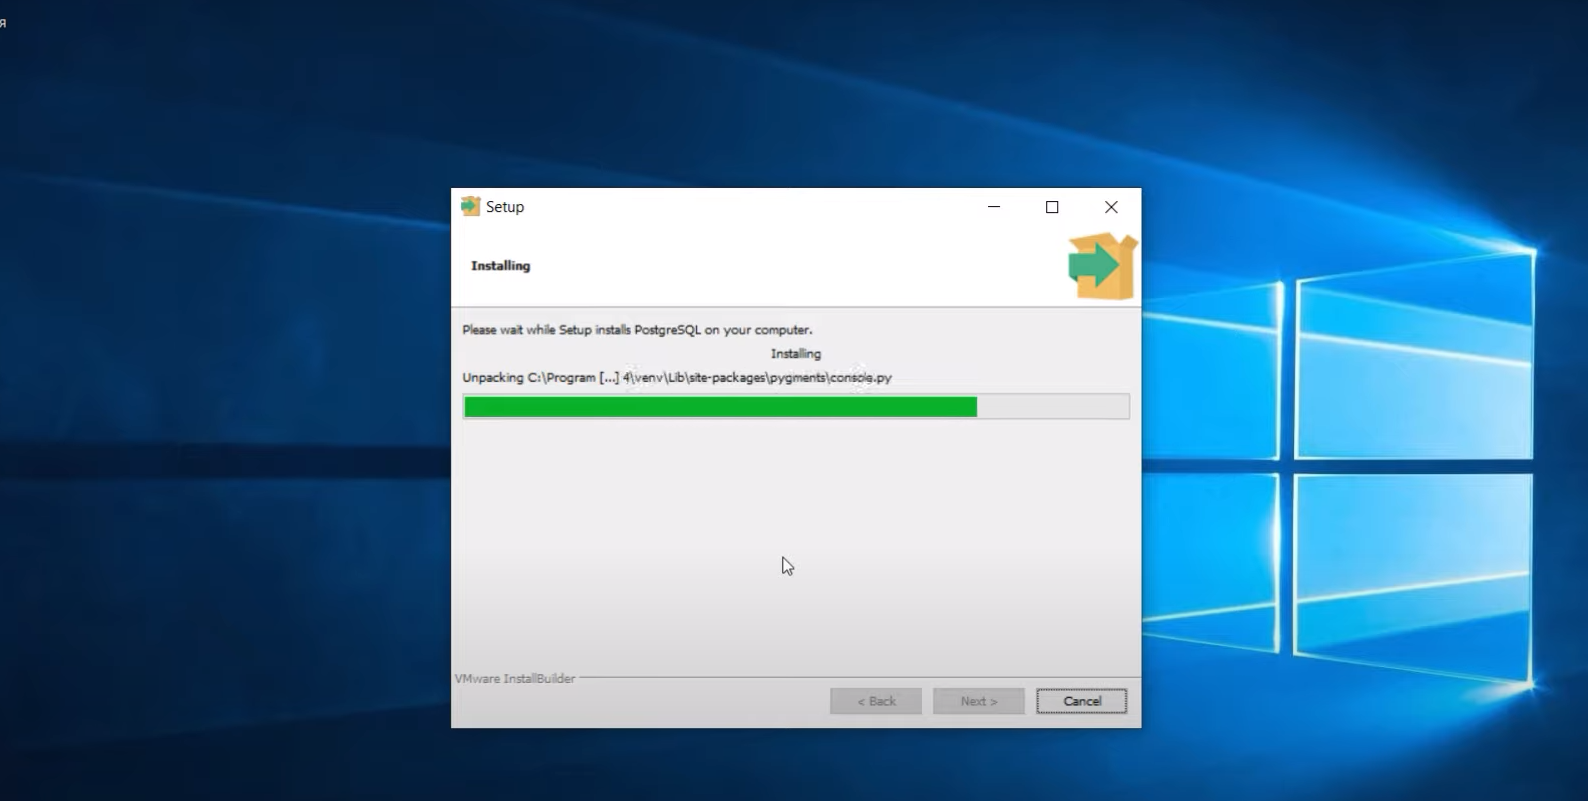 я
Setup
Installing
Please wait while Setup installs PostgreSQL on your computer.
Installing
Unpacking C:\Program [...] 4\venv\Lib\site-packages\pygments\console.py
VMware InstallBuilder
< Back Next > Cancel